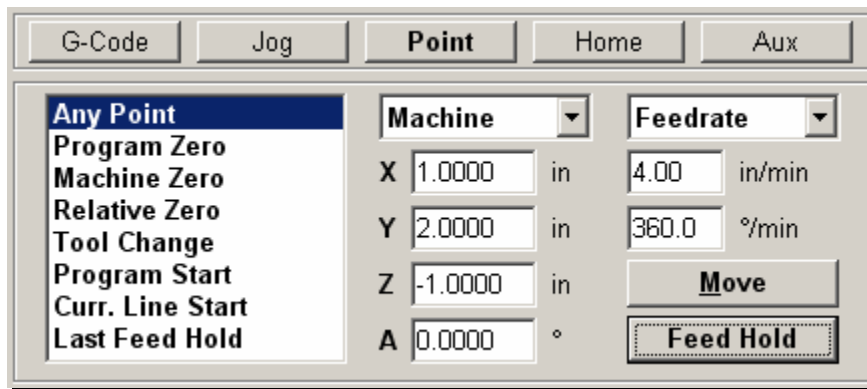 G-Code Jog Point Home Aux
Any Point
Program Zero
Machine Zero
Relative Zero
Tool Change
Program Start
Curr. Line Start
Last Feed Hold
Machine Feedrate
X 1.0000 in 4.00 in/min
Y 2.0000 in 360.0 °/min
Z -1.0000 in Move
A 0.0000 ° Feed Hold